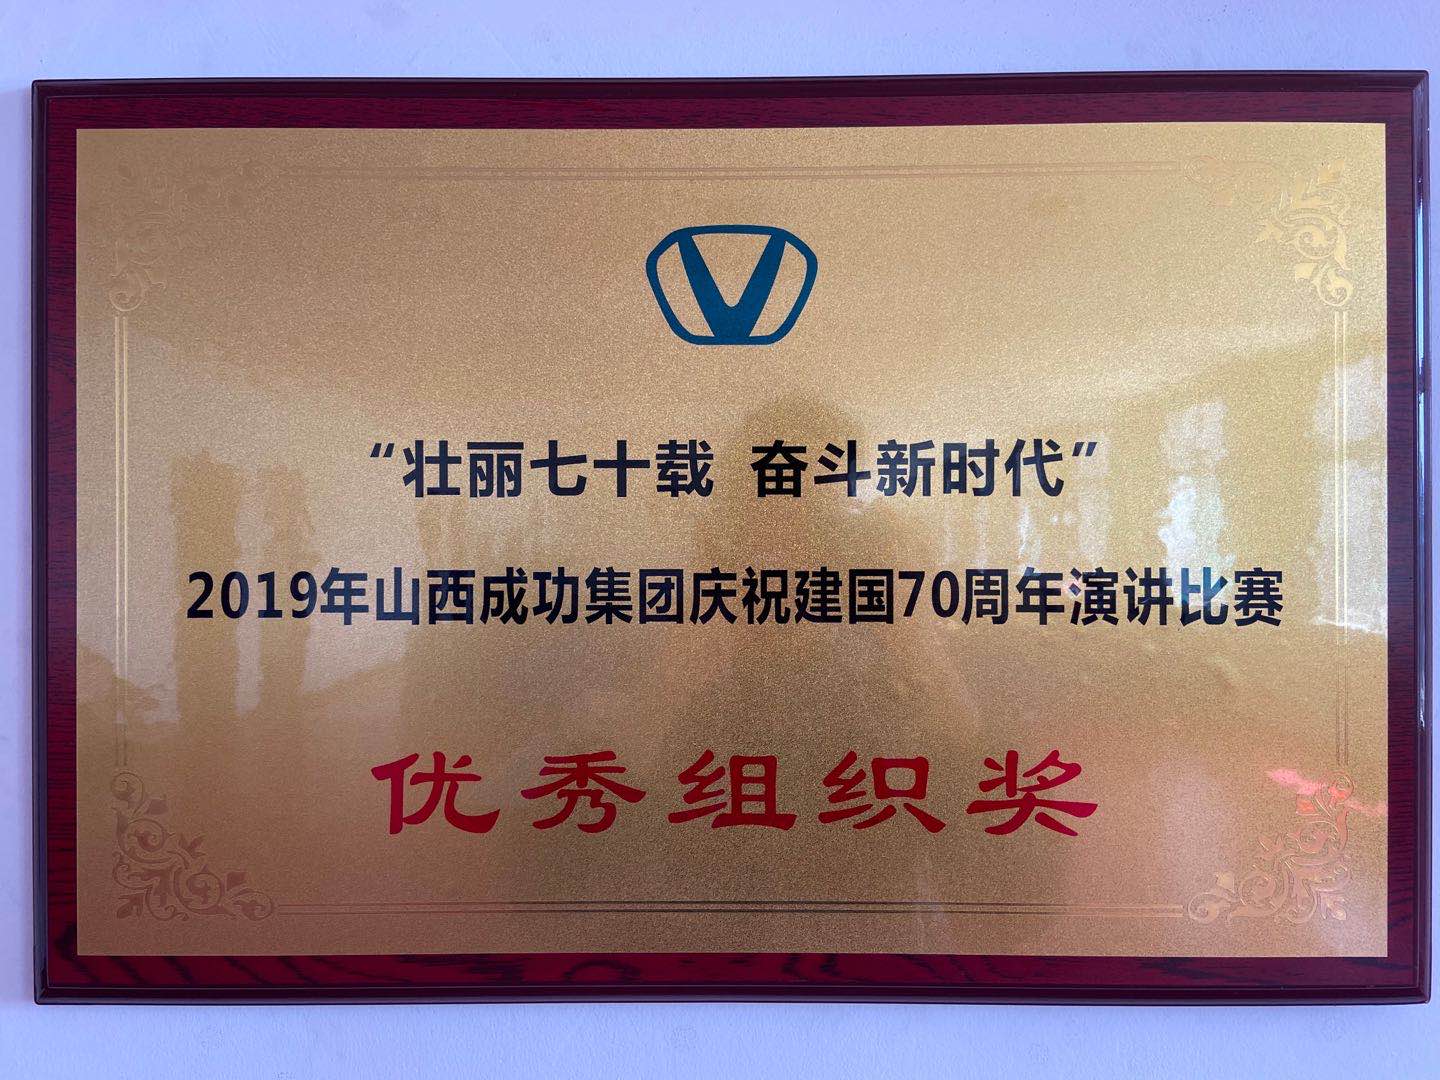 “壮丽七十载 奋斗新时代”
2019年山西成功集团庆祝建国70周年演讲比赛
优秀组织奖